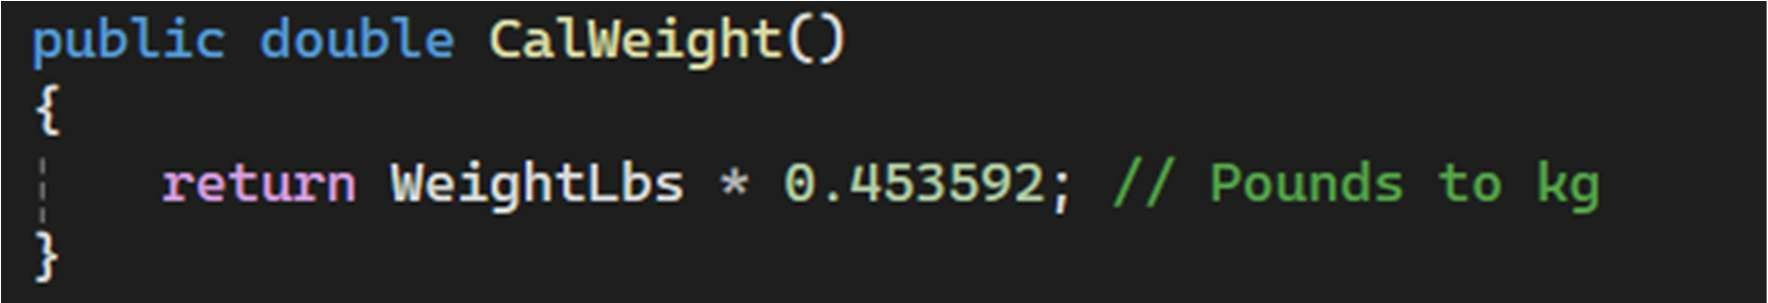 public double CalWeight()
{
    return WeightLbs * 0.453592; // Pounds to kg
}